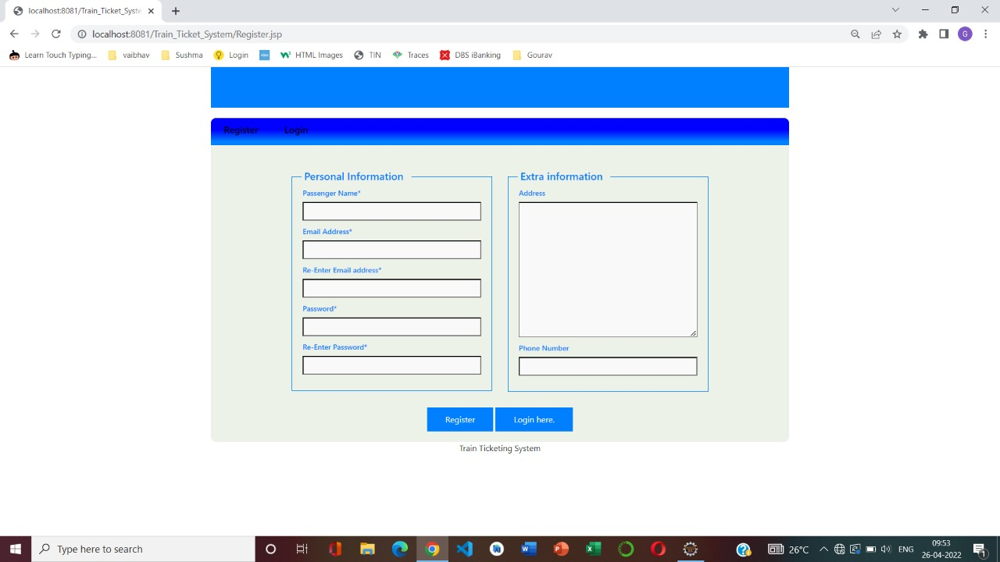 localhost:8081/Train_Ticket_Syste
localhost:8081/Train_Ticket_System/Register.jsp
G
Learn Touch Typing... vaibhav Sushma Login HTML Images TIN Traces DBS iBanking Gourav
Register Login
Personal Information
Passenger Name*
Email Address*
Re-Enter Email address*
Password*
Re-Enter Password*
Extra information
Address
Phone Number
Register Login here.
Train Ticketing System
Type here to search
26°C
ENG
09:53
26-04-2022
1